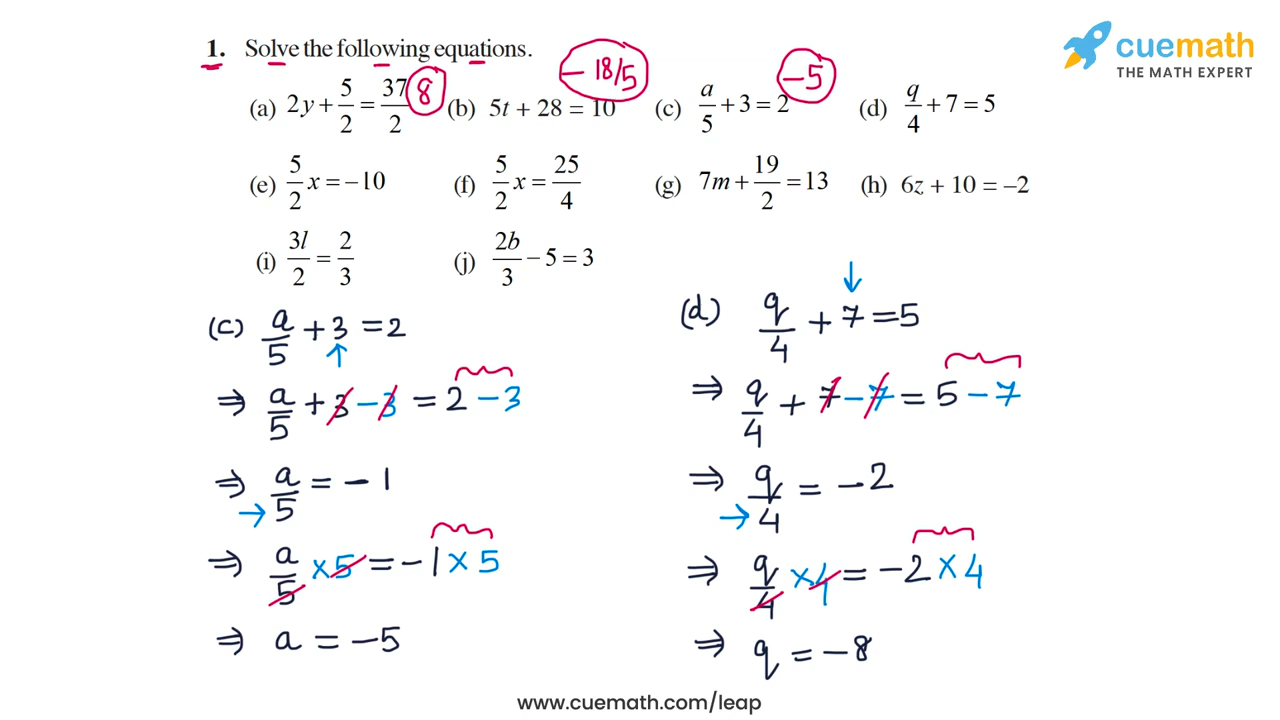 cuemath
THE MATH EXPERT
1. Solve the following equations.
(a) 2y + 5/2 = 37/2 8 (b) 5t + 28 = 10 -18/5 (c) a/5 + 3 = 2 -5 (d) q/4 + 7 = 5
(e) 5/2 x = -10 (f) 5/2 x = 25/4 (g) 7m + 19/2 = 13 (h) 6z + 10 = –2
(i) 3l/2 = 2/3 (j) 2b/3 - 5 = 3
(c) a/5 + 3 = 2
⇒ a/5 + 3 - 3 = 2 - 3
⇒ a/5 = - 1
⇒ a/5 × 5 = -1 × 5
⇒ a = -5
(d) q/4 + 7 = 5
⇒ q/4 + 7 - 7 = 5 - 7
⇒ q/4 = -2
⇒ q/4 × 4 = -2 × 4
⇒ q = -8
www.cuemath.com/leap